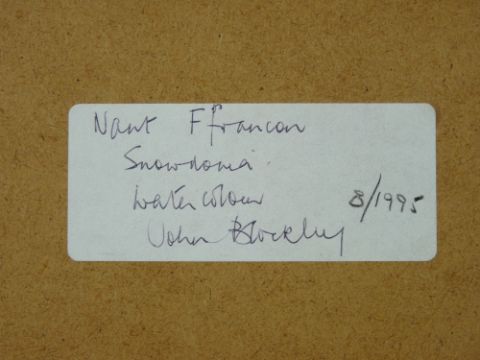 Nant Ffrancon
Snowdonia
Watercolour
8/1995
John Blockley